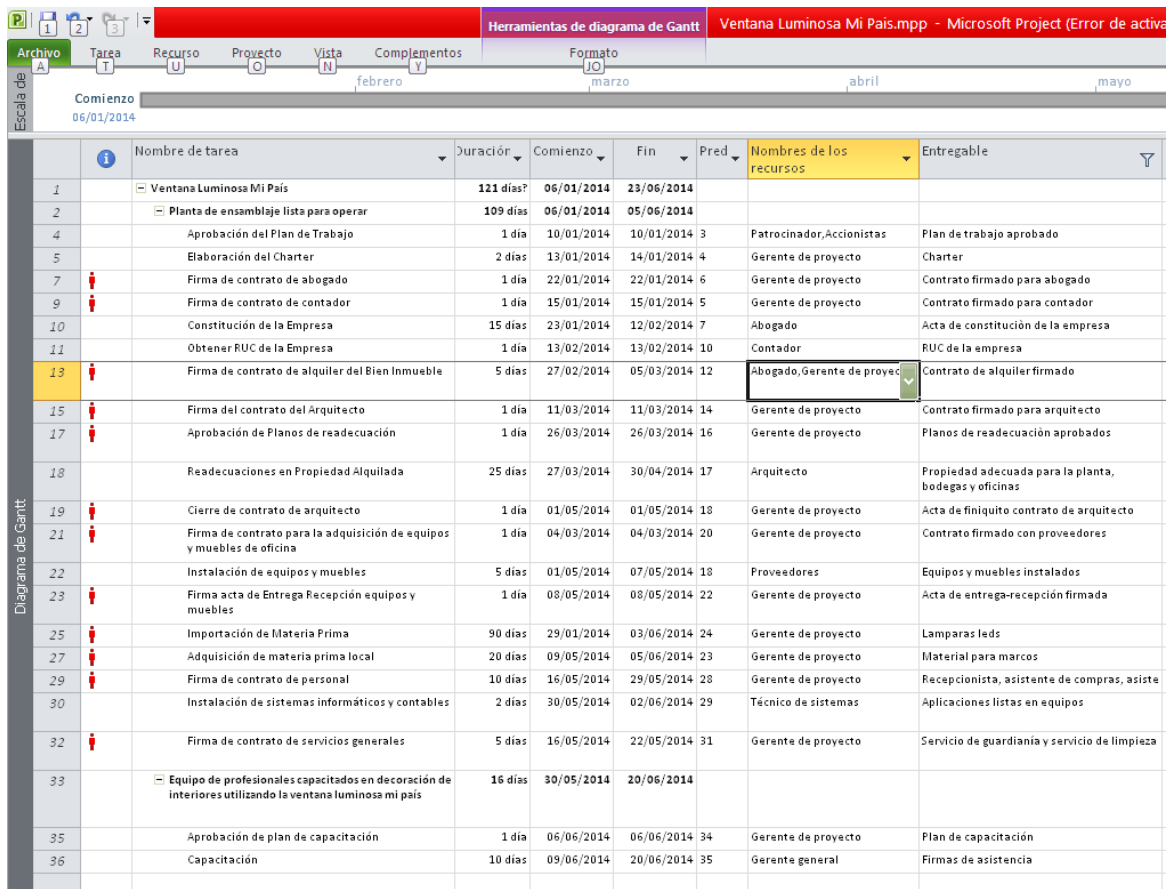 P 1 2 3
Herramientas de diagrama de Gantt Ventana Luminosa Mi Pais.mpp - Microsoft Project (Error de activa
Archivo Tarea Recurso Proyecto Vista Complementos Formato
A T U O N Y JO
Escala de
febrero marzo abril mayo
Comienzo
06/01/2014
Diagrama de Gantt
Nombre de tarea Duración Comienzo Fin Pred Nombres de los recursos Entregable
1 Ventana Luminosa Mi País 121 días? 06/01/2014 23/06/2014
2 Planta de ensamblaje lista para operar 109 días 06/01/2014 05/06/2014
4 Aprobación del Plan de Trabajo 1 día 10/01/2014 10/01/2014 3 Patrocinador,Accionistas Plan de trabajo aprobado
5 Elaboración del Charter 2 días 13/01/2014 14/01/2014 4 Gerente de proyecto Charter
7 Firma de contrato de abogado 1 día 22/01/2014 22/01/2014 6 Gerente de proyecto Contrato firmado para abogado
9 Firma de contrato de contador 1 día 15/01/2014 15/01/2014 5 Gerente de proyecto Contrato firmado para contador
10 Constitución de la Empresa 15 días 23/01/2014 12/02/2014 7 Abogado Acta de constituciòn de la empresa
11 Obtener RUC de la Empresa 1 día 13/02/2014 13/02/2014 10 Contador RUC de la empresa
13 Firma de contrato de alquiler del Bien Inmueble 5 días 27/02/2014 05/03/2014 12 Abogado,Gerente de proyec Contrato de alquiler firmado
15 Firma del contrato del Arquitecto 1 día 11/03/2014 11/03/2014 14 Gerente de proyecto Contrato firmado para arquitecto
17 Aprobación de Planos de readecuación 1 día 26/03/2014 26/03/2014 16 Gerente de proyecto Planos de readecuaciòn aprobados
18 Readecuaciones en Propiedad Alquilada 25 días 27/03/2014 30/04/2014 17 Arquitecto Propiedad adecuada para la planta,
bodegas y oficinas
19 Cierre de contrato de arquitecto 1 día 01/05/2014 01/05/2014 18 Gerente de proyecto Acta de finiquito contrato de arquitecto
21 Firma de contrato para la adquisición de equipos 1 día 04/03/2014 04/03/2014 20 Gerente de proyecto Contrato firmado con proveedores
y muebles de oficina
22 Instalación de equipos y muebles 5 días 01/05/2014 07/05/2014 18 Proveedores Equipos y muebles instalados
23 Firma acta de Entrega Recepción equipos y 1 día 08/05/2014 08/05/2014 22 Gerente de proyecto Acta de entrega-recepción firmada
muebles
25 Importación de Materia Prima 90 días 29/01/2014 03/06/2014 24 Gerente de proyecto Lamparas leds
27 Adquisición de materia prima local 20 días 09/05/2014 05/06/2014 23 Gerente de proyecto Material para marcos
29 Firma de contrato de personal 10 días 16/05/2014 29/05/2014 28 Gerente de proyecto Recepcionista, asistente de compras, asiste
30 Instalación de sistemas informáticos y contables 2 días 30/05/2014 02/06/2014 29 Técnico de sistemas Aplicaciones listas en equipos
32 Firma de contrato de servicios generales 5 días 16/05/2014 22/05/2014 31 Gerente de proyecto Servicio de guardianía y servicio de limpieza
33 Equipo de profesionales capacitados en decoración de 16 días 30/05/2014 20/06/2014
interiores utilizando la ventana luminosa mi país
35 Aprobación de plan de capacitación 1 día 06/06/2014 06/06/2014 34 Gerente de proyecto Plan de capacitación
36 Capacitación 10 días 09/06/2014 20/06/2014 35 Gerente general Firmas de asistencia